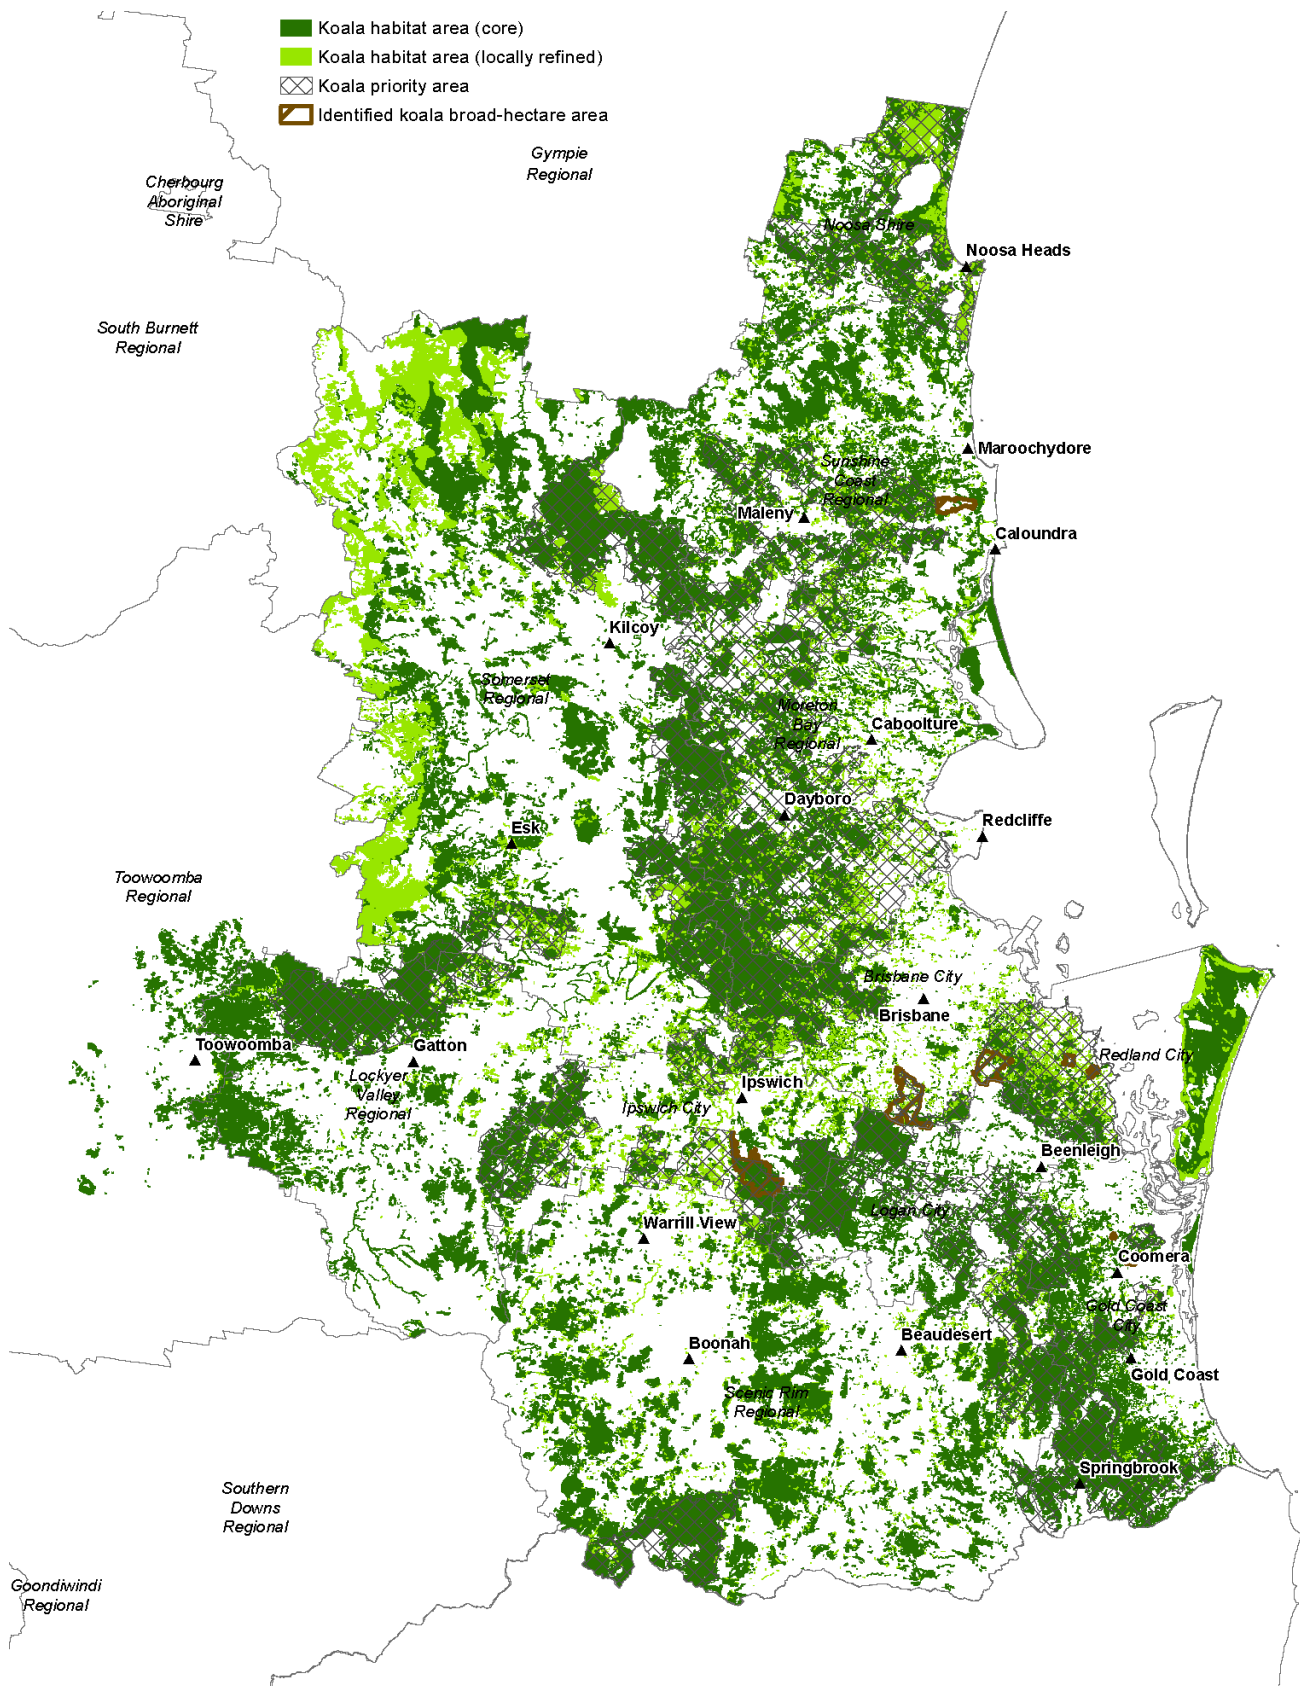 Koala habitat area (core)
Koala habitat area (locally refined)
Koala priority area
Identified koala broad-hectare area
Gympie
Regional
Cherbourg
Aboriginal
Shire
Noosa Shire
Noosa Heads
South Burnett
Regional
Maroochydore
Sunshine
Coast
Regional
Maleny
Caloundra
Kilcoy
Somerset
Regional
Moreton
Bay
Regional
Caboolture
Dayboro
Redcliffe
Esk
Toowoomba
Regional
Brisbane City
Brisbane
Toowoomba
Gatton
Redland City
Lockyer
Valley
Regional
Ipswich
Ipswich City
Beenleigh
Logan City
Warrill View
Coomera
Gold Coast
City
Beaudesert
Boonah
Gold Coast
Scenic Rim
Regional
Springbrook
Southern
Downs
Regional
Goondiwindi
Regional